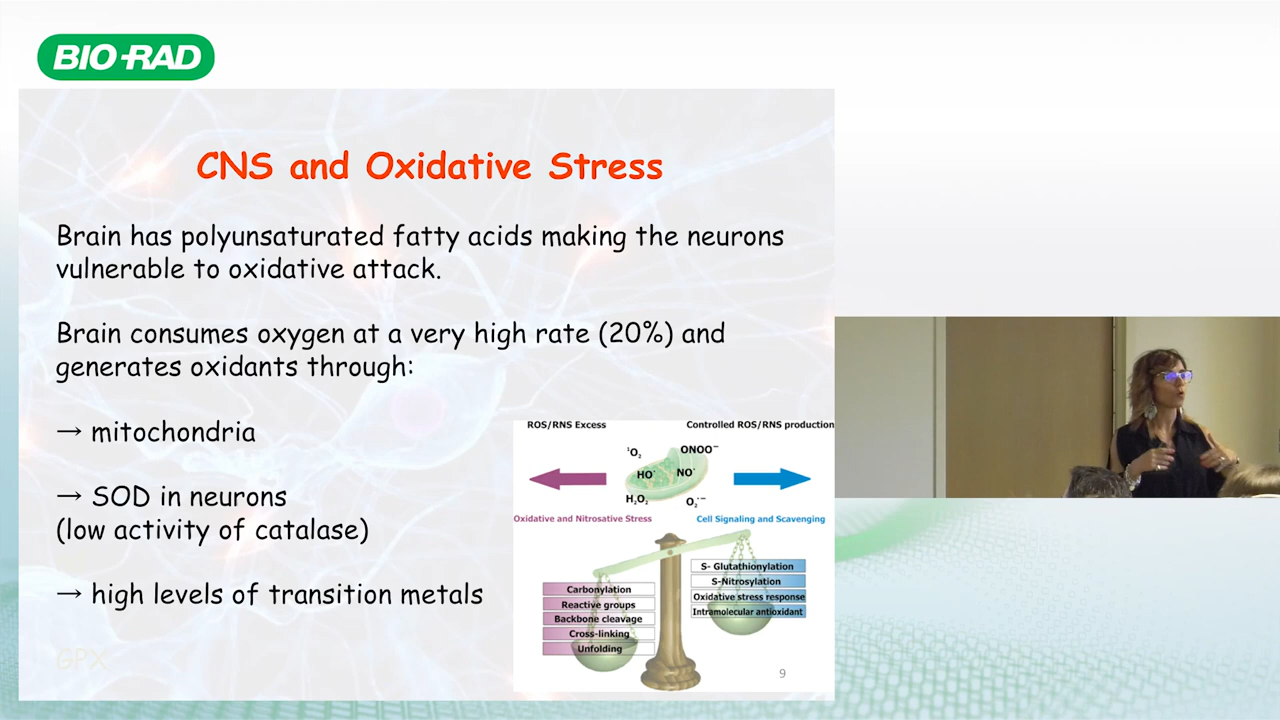 BIO-RAD
CNS and Oxidative Stress
Brain has polyunsaturated fatty acids making the neurons
vulnerable to oxidative attack.
Brain consumes oxygen at a very high rate (20%) and
generates oxidants through:
→ mitochondria
→ SOD in neurons
(low activity of catalase)
→ high levels of transition metals
GPX
ROS/RNS Excess
Controlled ROS/RNS production
¹O₂
ONOO⁻
HO˙
NO˙
H₂O₂
O₂˙⁻
Oxidative and Nitrosative Stress
Cell Signaling and Scavenging
S- Glutathionylation
S-Nitrosylation
Oxidative stress response
Intramolecular antioxidant
Carbonylation
Reactive groups
Backbone cleavage
Cross-linking
Unfolding
9